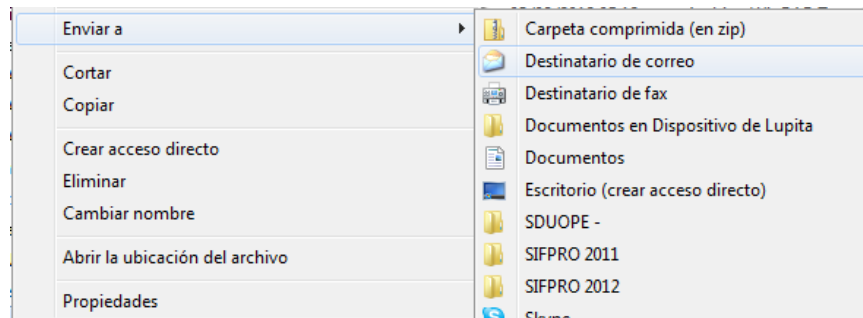 Enviar a
Cortar
Copiar
Crear acceso directo
Eliminar
Cambiar nombre
Abrir la ubicación del archivo
Propiedades
Carpeta comprimida (en zip)
Destinatario de correo
Destinatario de fax
Documentos en Dispositivo de Lupita
Documentos
Escritorio (crear acceso directo)
SDUOPE -
SIFPRO 2011
SIFPRO 2012
Skype